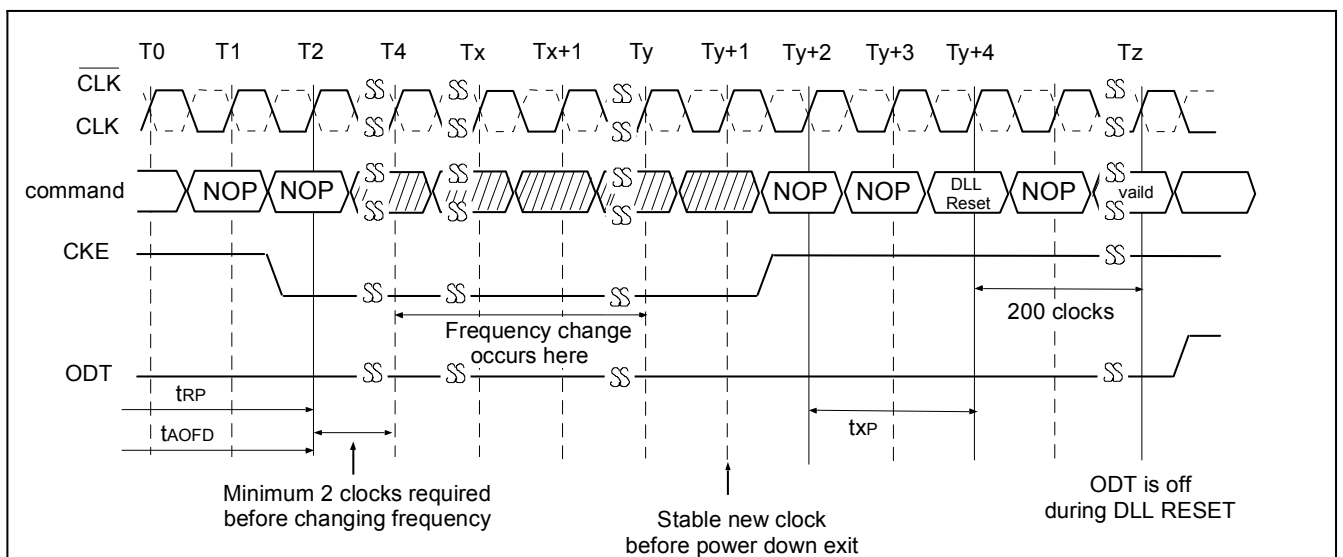 T0 T1 T2 T4 Tx Tx+1 Ty Ty+1 Ty+2 Ty+3 Ty+4 Tz
CLK
CLK
command NOP NOP NOP NOP DLL Reset NOP vaild
CKE
200 clocks
Frequency change
occurs here
ODT
tRP
tXP
tAOFD
Minimum 2 clocks required
before changing frequency
Stable new clock
before power down exit
ODT is off
during DLL RESET